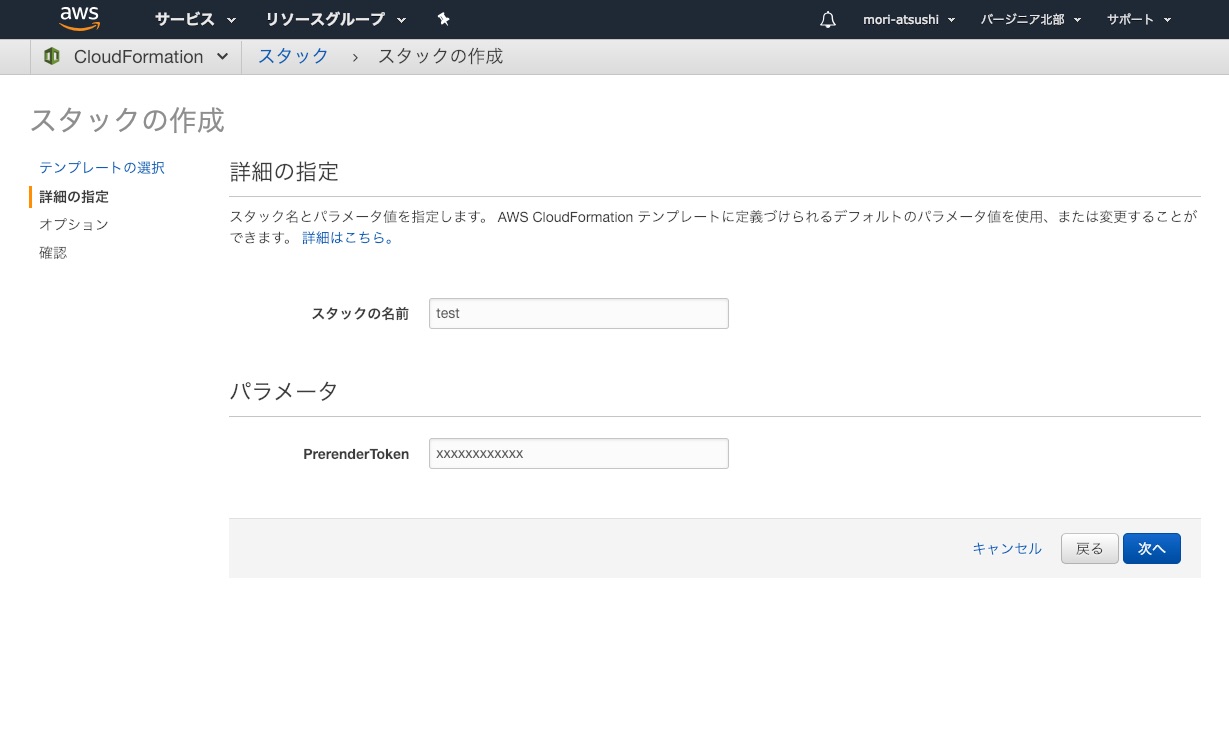 aws サービス リソースグループ mori-atsushi バージニア北部 サポート
CloudFormation スタック › スタックの作成
スタックの作成
テンプレートの選択
詳細の指定
オプション
確認
詳細の指定
スタック名とパラメータ値を指定します。 AWS CloudFormation テンプレートに定義づけられるデフォルトのパラメータ値を使用、または変更することが
できます。 詳細はこちら。
スタックの名前 test
パラメータ
PrerenderToken xxxxxxxxxxxx
キャンセル 戻る 次へ